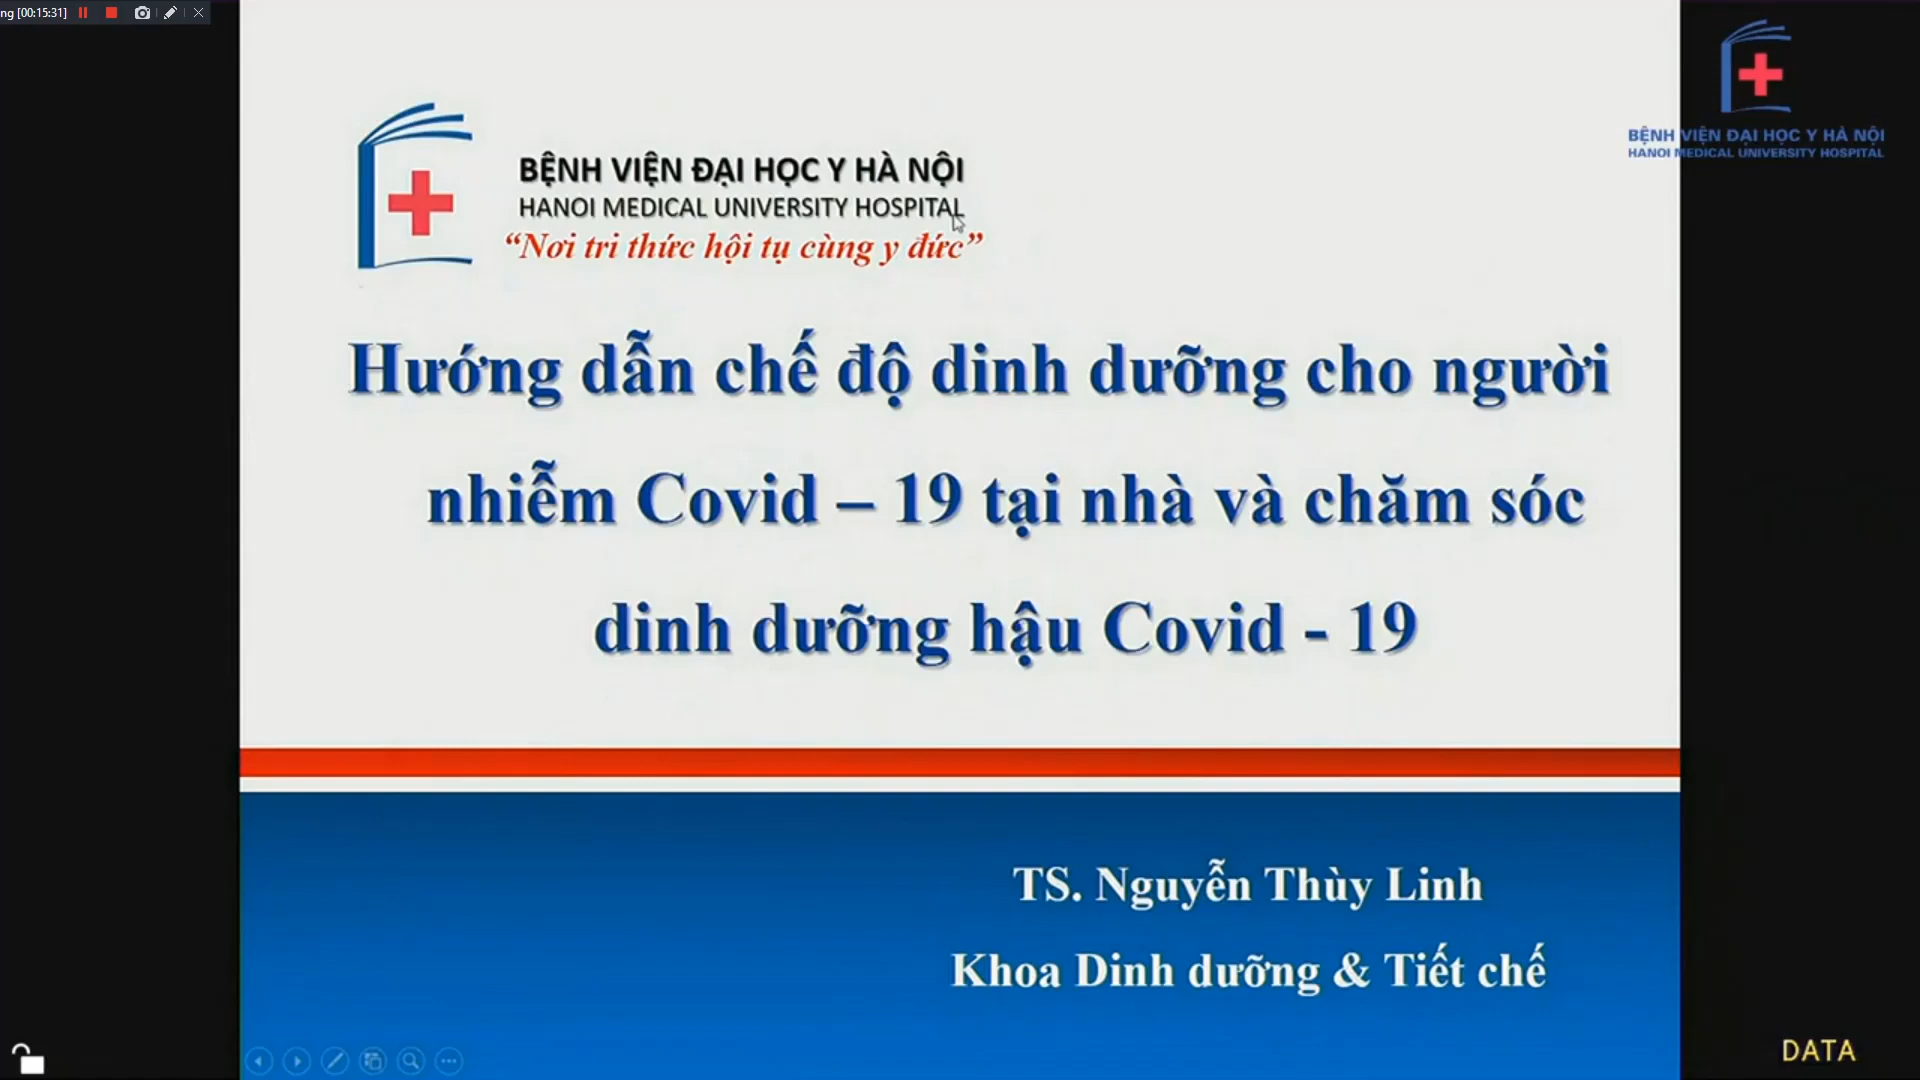 ng [00:15:31]
BỆNH VIỆN ĐẠI HỌC Y HÀ NỘI
HANOI MEDICAL UNIVERSITY HOSPITAL
BỆNH VIỆN ĐẠI HỌC Y HÀ NỘI
HANOI MEDICAL UNIVERSITY HOSPITAL
“Nơi tri thức hội tụ cùng y đức”
Hướng dẫn chế độ dinh dưỡng cho người
nhiễm Covid – 19 tại nhà và chăm sóc
dinh dưỡng hậu Covid - 19
TS. Nguyễn Thùy Linh
Khoa Dinh dưỡng & Tiết chế
DATA